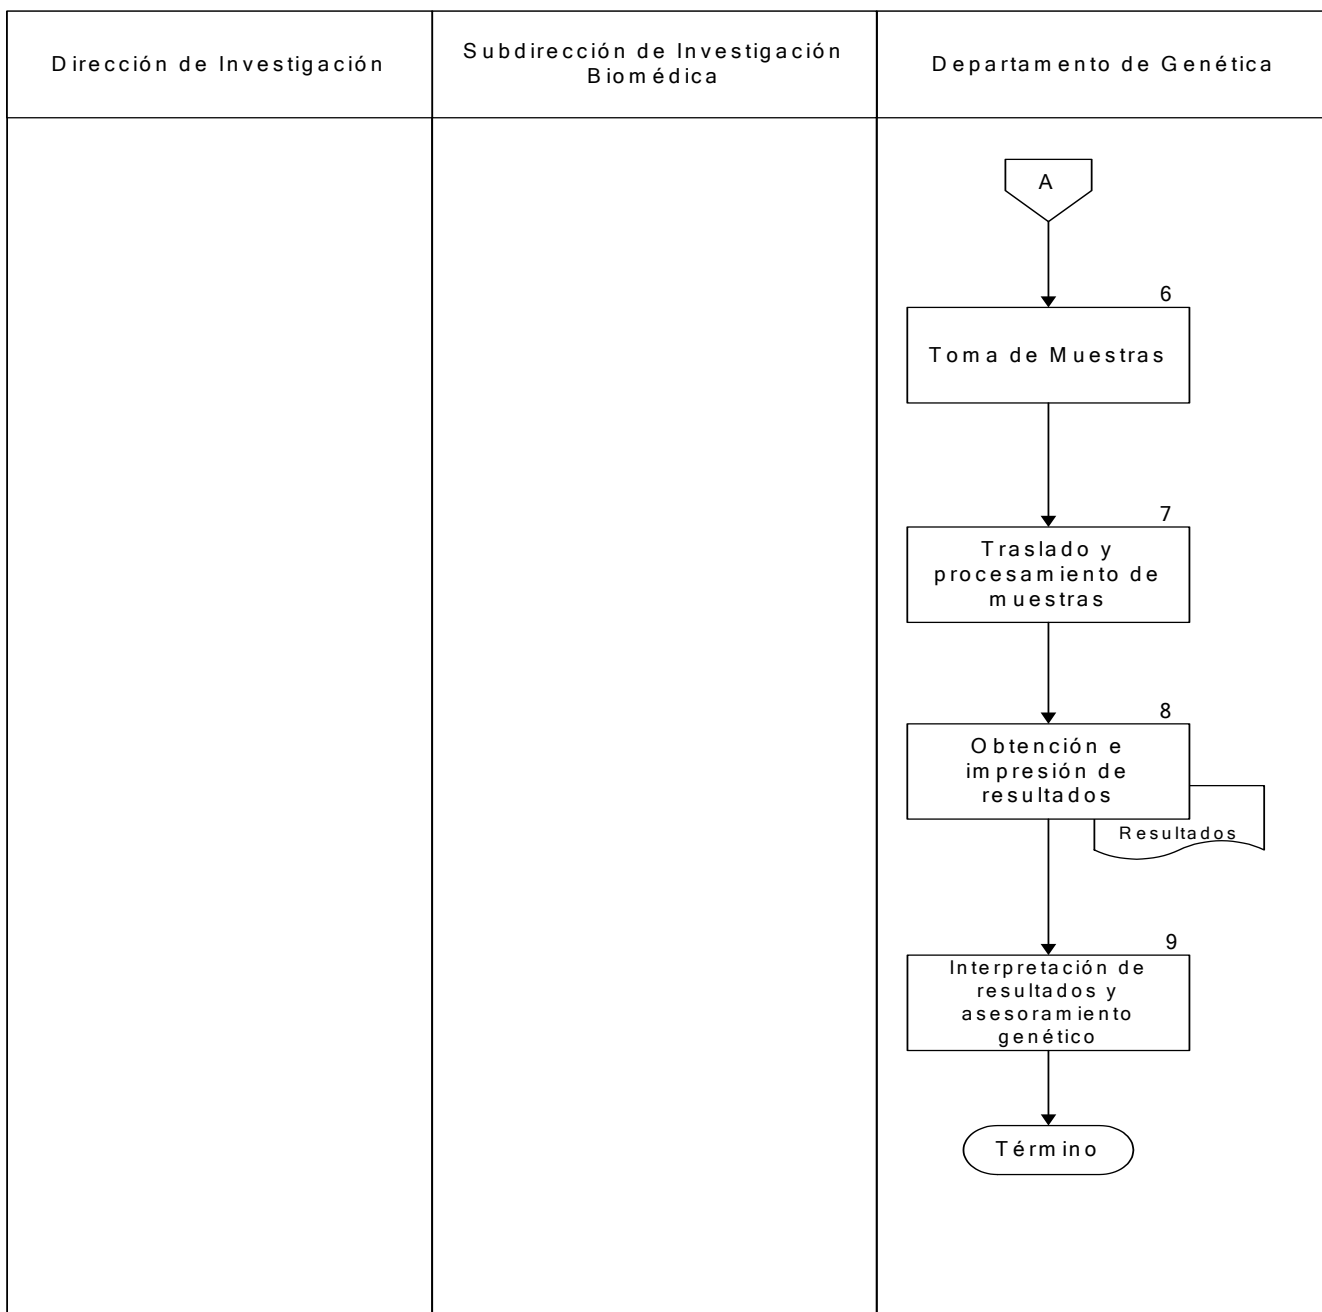 Dirección de Investigación
Subdirección de Investigación
Biomédica
Departamento de Genética
A
6
Toma de Muestras
7
Traslado y
procesamiento de
muestras
8
Obtención e
impresión de
resultados
Resultados
9
Interpretación de
resultados y
asesoramiento
genético
Término